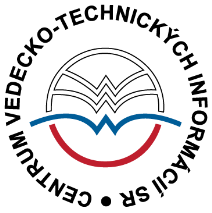 CENTRUM VEDECKO-TECHNICKÝCH INFORMÁCIÍ SR •